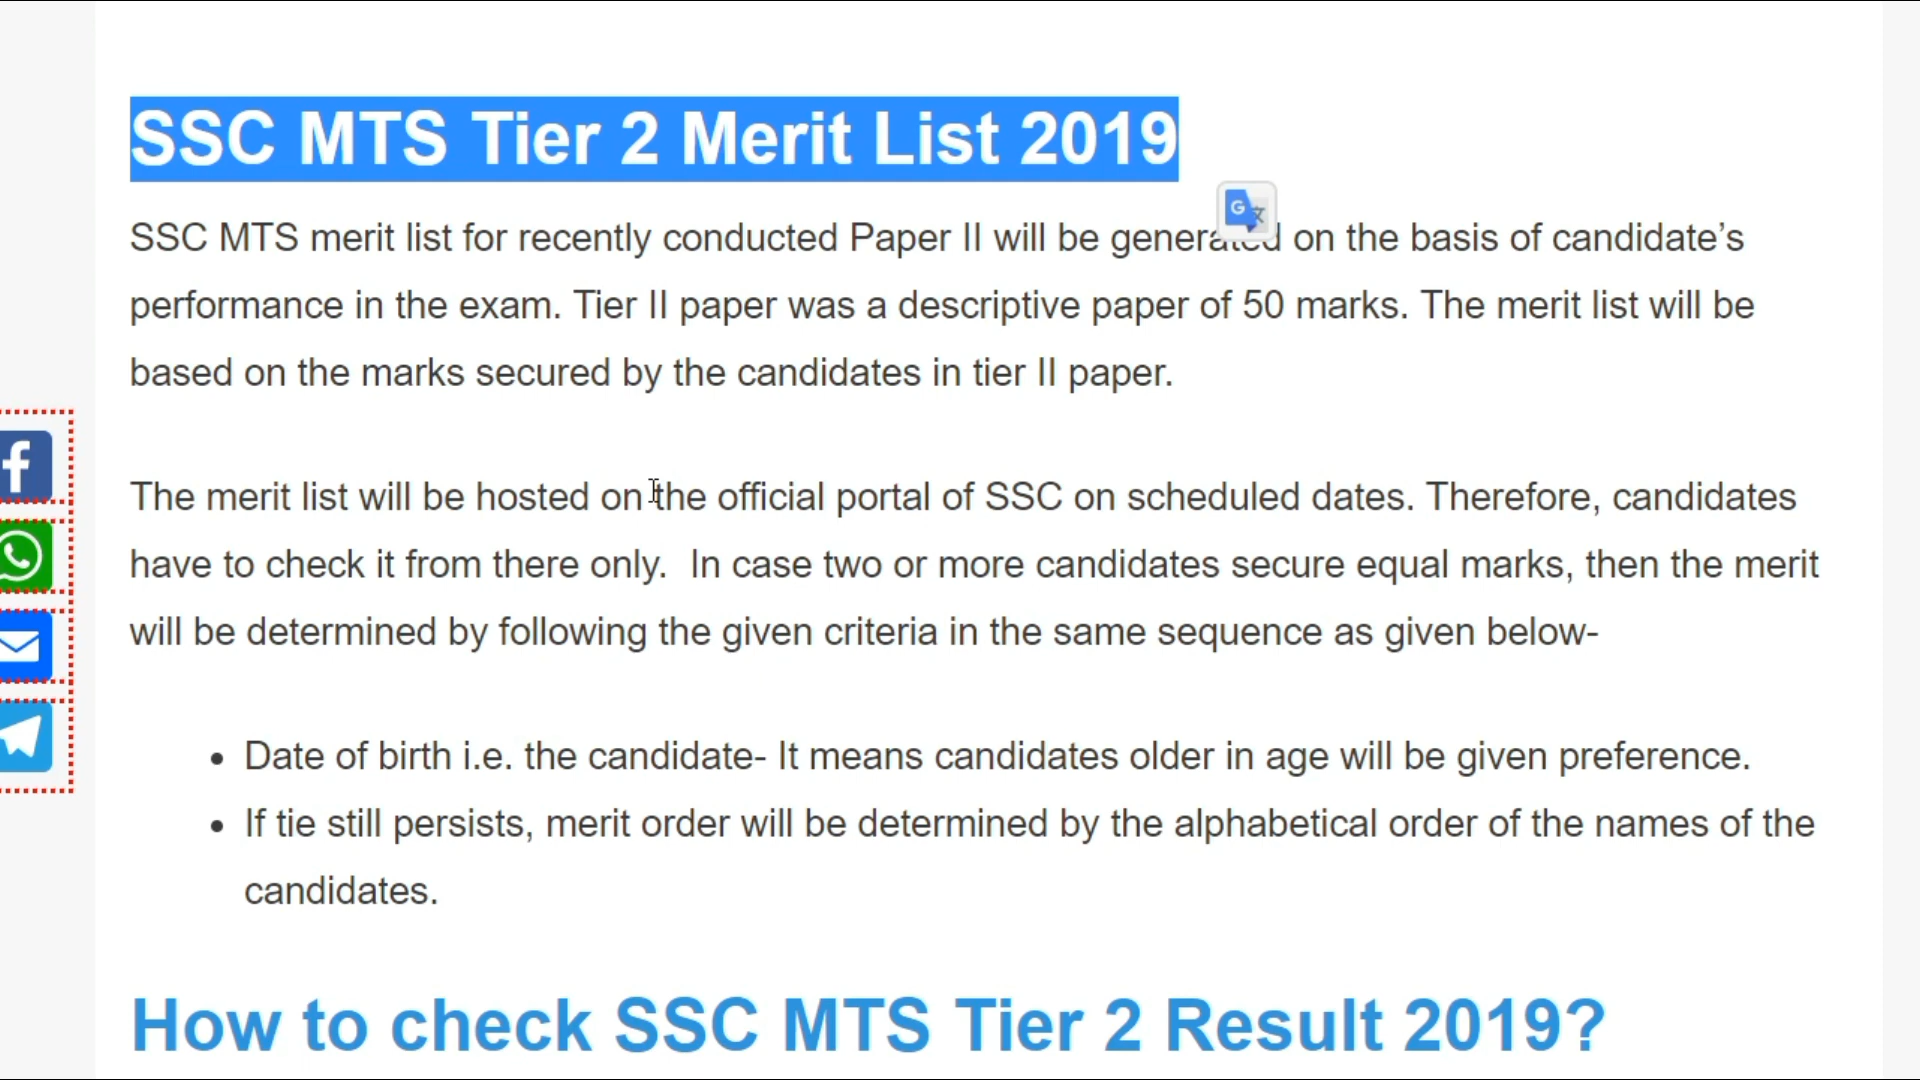 SSC MTS Tier 2 Merit List 2019
SSC MTS merit list for recently conducted Paper II will be generated on the basis of candidate’s
performance in the exam. Tier II paper was a descriptive paper of 50 marks. The merit list will be
based on the marks secured by the candidates in tier II paper.
The merit list will be hosted on the official portal of SSC on scheduled dates. Therefore, candidates
have to check it from there only.  In case two or more candidates secure equal marks, then the merit
will be determined by following the given criteria in the same sequence as given below-
• Date of birth i.e. the candidate- It means candidates older in age will be given preference.
• If tie still persists, merit order will be determined by the alphabetical order of the names of the
candidates.
How to check SSC MTS Tier 2 Result 2019?